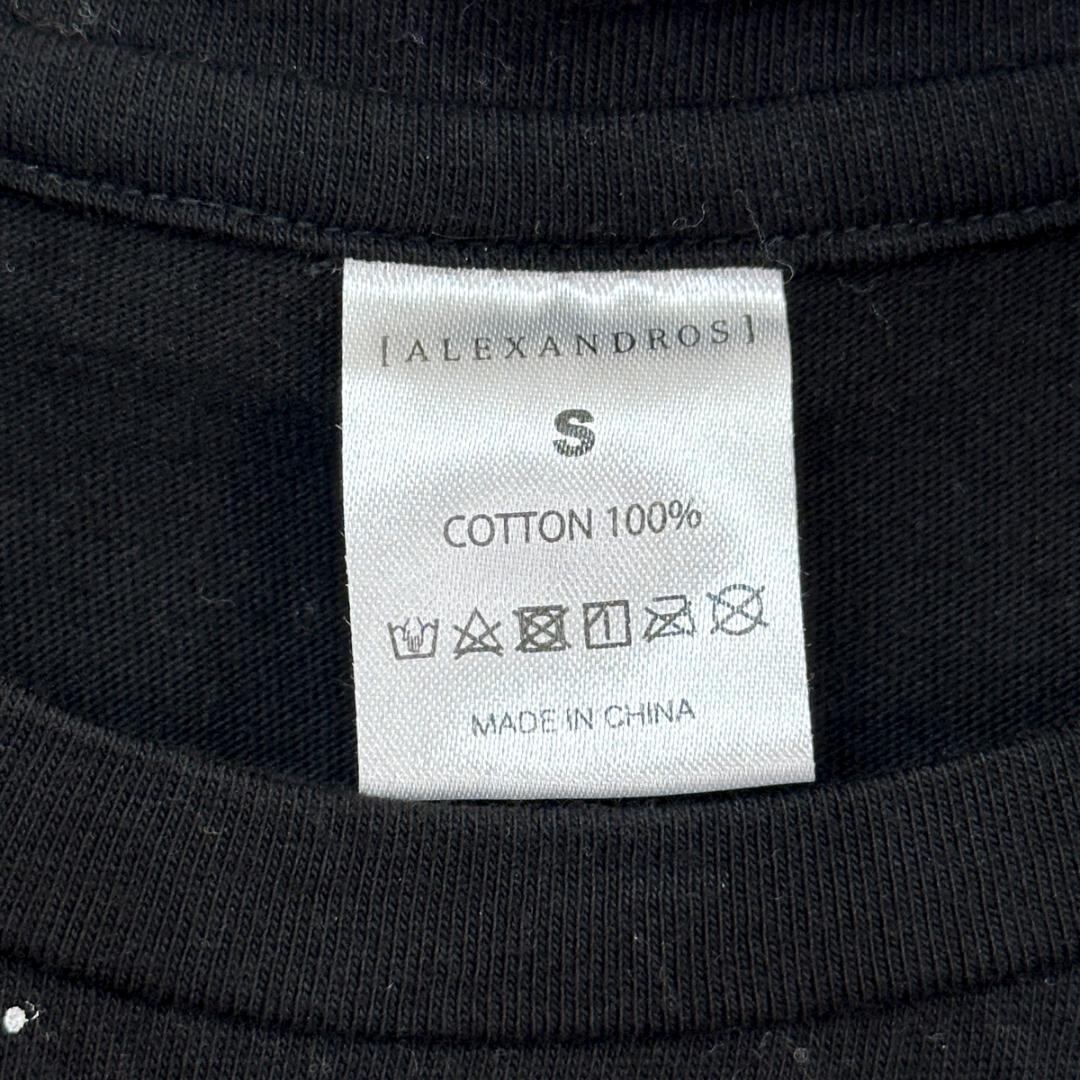 [ALEXANDROS]
S
COTTON 100%
MADE IN CHINA